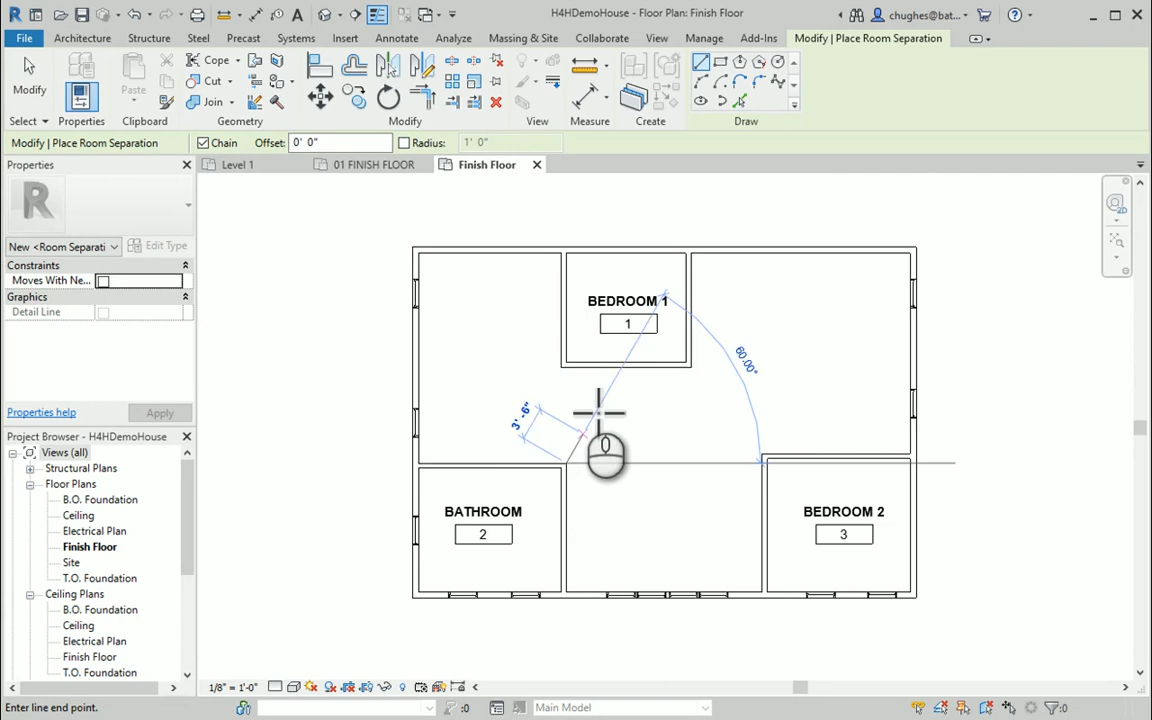 H4HDemoHouse - Floor Plan: Finish Floor
chughes@bat...
File Architecture Structure Steel Precast Systems Insert Annotate Analyze Massing & Site Collaborate View Manage Add-Ins Modify | Place Room Separation
Modify
Paste
Cope
Cut
Join
Select Properties Clipboard Geometry Modify View Measure Create Draw
Modify | Place Room Separation Chain Offset: 0' 0" Radius: 1' 0"
Properties
Level 1 01 FINISH FLOOR Finish Floor
R
New <Room Separati Edit Type
Constraints
Moves With Ne...
Graphics
Detail Line
Properties help Apply
Project Browser - H4HDemoHouse
Views (all)
Structural Plans
Floor Plans
B.O. Foundation
Ceiling
Electrical Plan
Finish Floor
Site
T.O. Foundation
Ceiling Plans
B.O. Foundation
Ceiling
Electrical Plan
Finish Floor
T.O. Foundation
BEDROOM 1
1
60.00°
3' -6"
BATHROOM
2
BEDROOM 2
3
1/8" = 1'-0"
Enter line end point.
:0
Main Model
:0